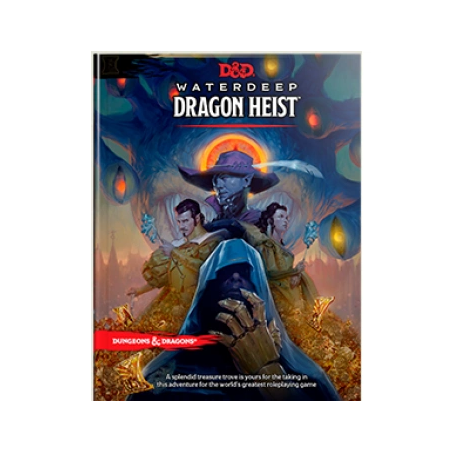 D&D
WATERDEEP
DRAGON HEIST™
DUNGEONS & DRAGONS®
A splendid treasure trove is yours for the taking in
this adventure for the world's greatest roleplaying game